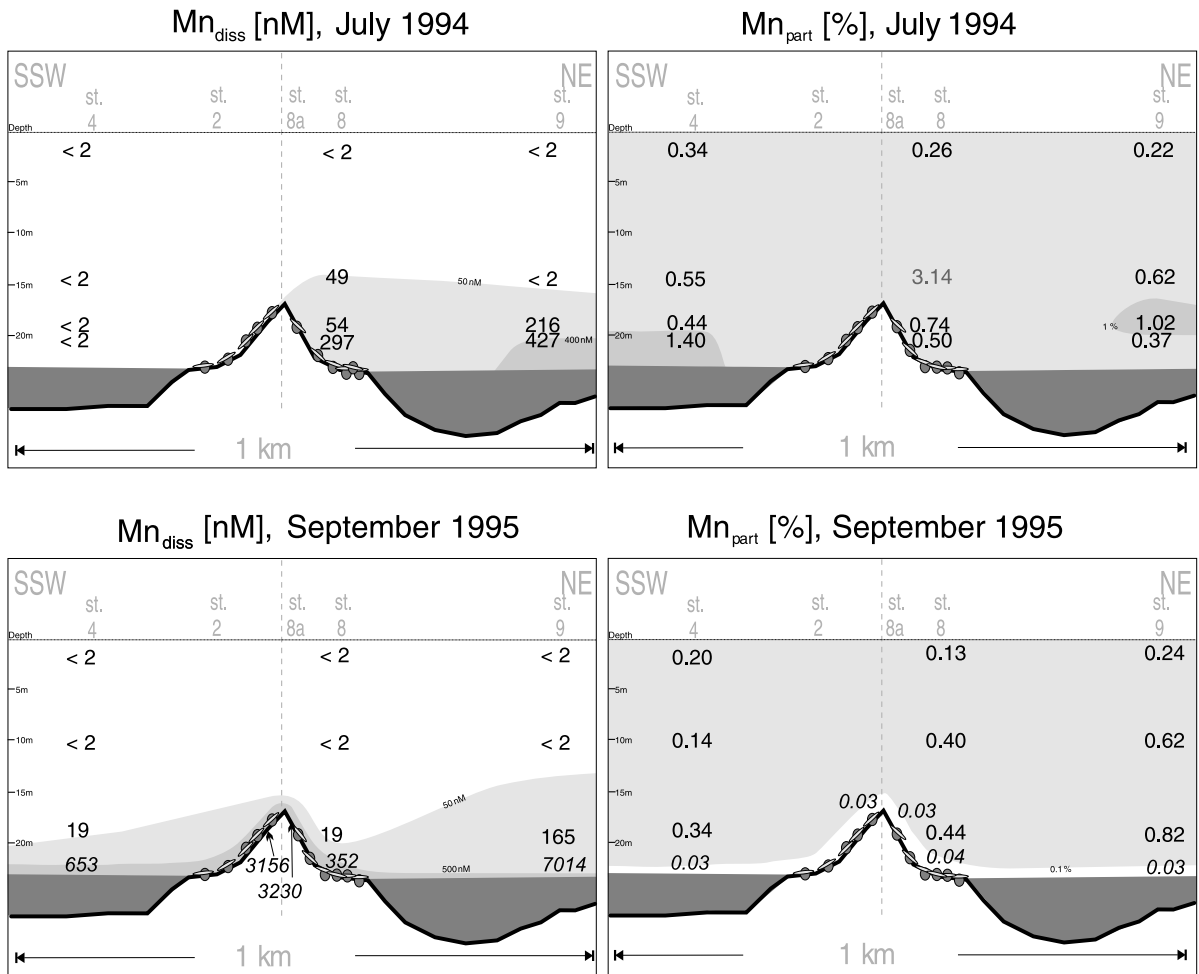 Mn diss [nM], July 1994
SSW NE
st. 4 st. 2 st. 8a st. 8 st. 9
Depth
< 2 < 2 < 2
5m
10m
< 2 49 50 nM < 2
15m
< 2 54 216
20m
< 2 297 427 400 nM
1 km
Mn part [%], July 1994
SSW NE
st. 4 st. 2 st. 8a st. 8 st. 9
Depth
0.34 0.26 0.22
5m
10m
0.55 3.14 0.62
15m
0.44 0.74 1 % 1.02
20m
1.40 0.50 0.37
1 km
Mn diss [nM], September 1995
SSW NE
st. 4 st. 2 st. 8a st. 8 st. 9
Depth
< 2 < 2 < 2
5m
10m
< 2 < 2 < 2
15m
50 nM
19 19 165
20m
653 3156 352 500 nM 7014
3230
1 km
Mn part [%], September 1995
SSW NE
st. 4 st. 2 st. 8a st. 8 st. 9
Depth
0.20 0.13 0.24
5m
10m
0.14 0.40 0.62
15m
0.03 0.03
0.34 0.44 0.82
20m
0.03 0.04 0.1 % 0.03
1 km